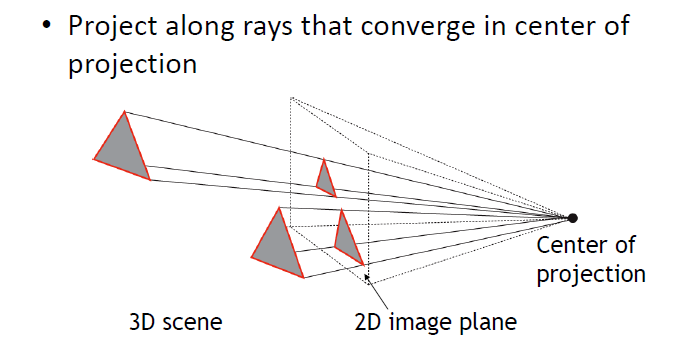 • Project along rays that converge in center of
projection
Center of
projection
3D scene
2D image plane